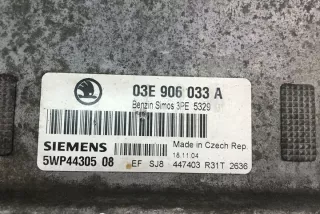 03E 906 033 A
Benzin Simos 3PE 5329
SIEMENS
Made in Czech Rep.
18.11.04
5WP44305 08 EF SJ8 447403 R31T 2636